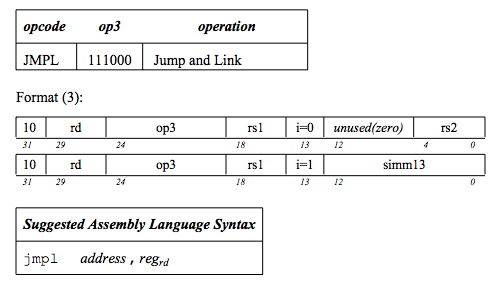 opcode op3 operation
JMPL 111000 Jump and Link
Format (3):
10 rd op3 rs1 i=0 unused(zero) rs2
31 29 24 18 13 12 4 0
10 rd op3 rs1 i=1 simm13
31 29 24 18 13 12 0
Suggested Assembly Language Syntax
jmpl address , regrd